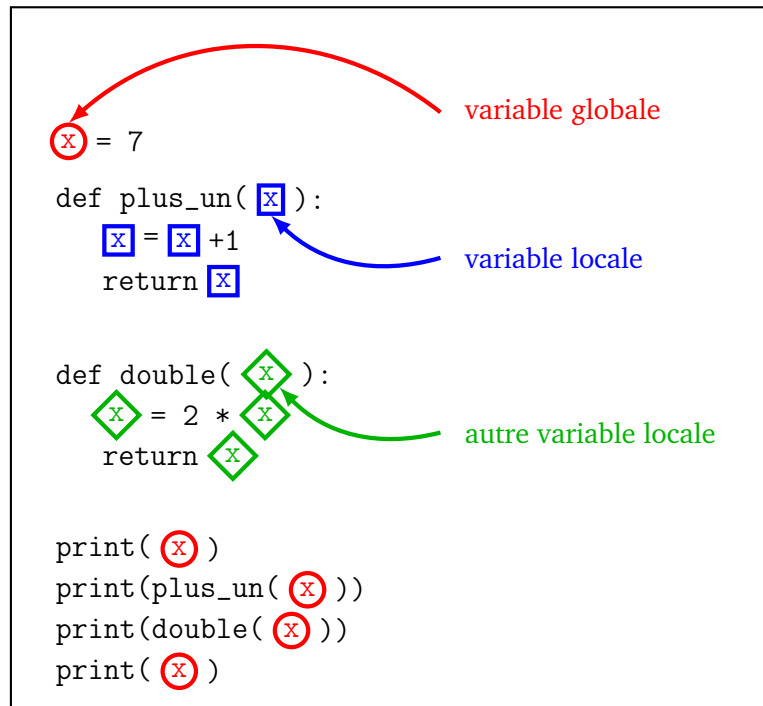 variable globale
x = 7
def plus_un( x ):
x = x +1
variable locale
return x
def double( x ):
x = 2 * x
autre variable locale
return x
print( x )
print(plus_un( x ))
print(double( x ))
print( x )